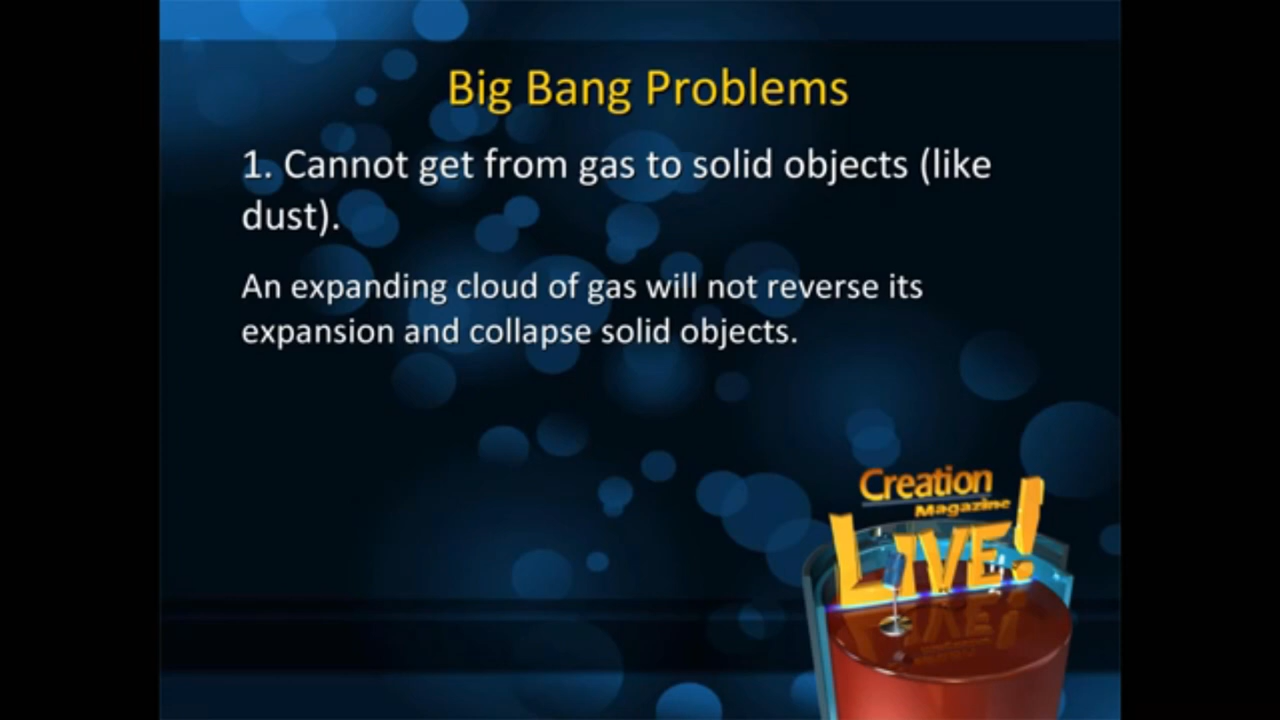 Big Bang Problems
1. Cannot get from gas to solid objects (like
dust).
An expanding cloud of gas will not reverse its
expansion and collapse solid objects.
Creation
Magazine
LIVE!